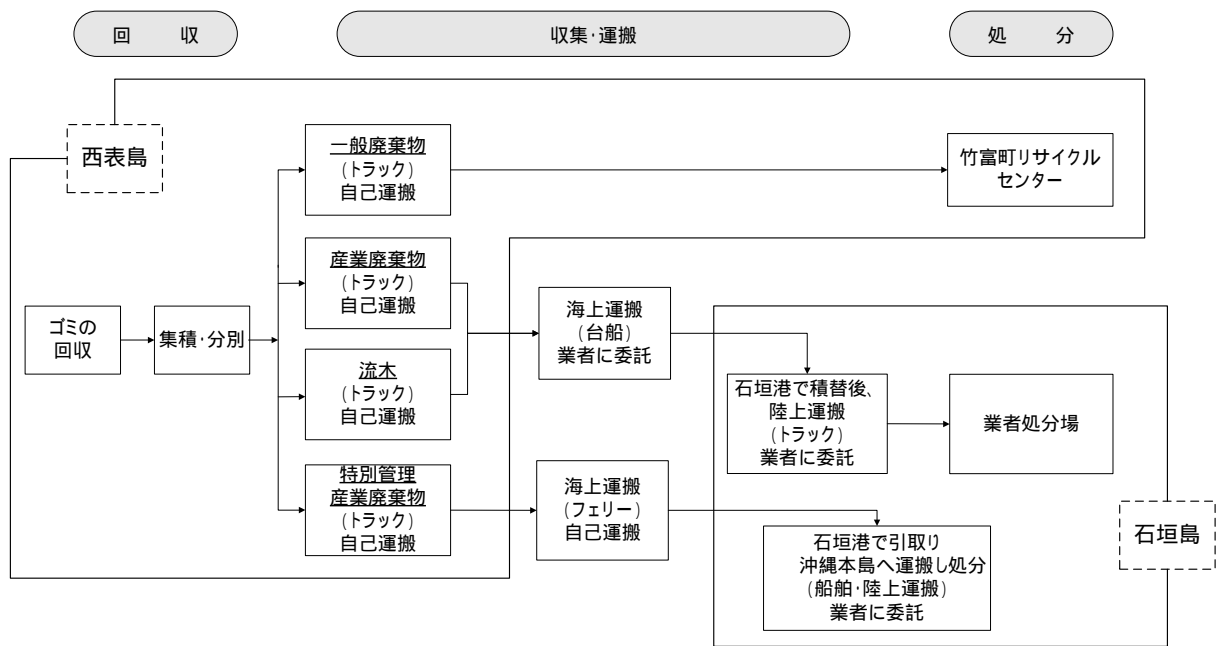 回　収
収集・運搬
処　分
西表島
一般廃棄物
(トラック)
自己運搬
竹富町リサイクル
センター
産業廃棄物
(トラック)
自己運搬
ゴミの
回収
集積・分別
海上運搬
(台船)
業者に委託
流木
(トラック)
自己運搬
石垣港で積替後、
陸上運搬
(トラック)
業者に委託
業者処分場
特別管理
産業廃棄物
(トラック)
自己運搬
海上運搬
(フェリー)
自己運搬
石垣港で引取り
沖縄本島へ運搬し処分
(船舶・陸上運搬)
業者に委託
石垣島